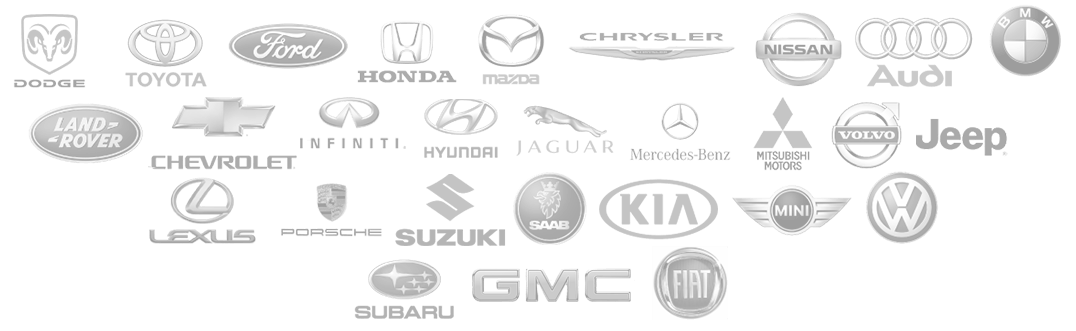 DODGE
TOYOTA
Ford
HONDA
mazda
CHRYSLER
NISSAN
Audi
BMW
LAND-
ROVER
CHEVROLET
INFINITI
HYUNDAI
JAGUAR
Mercedes-Benz
MITSUBISHI
MOTORS
VOLVO
Jeep
LEXUS
PORSCHE
SUZUKI
SAAB
KIA
MINI
VW
SUBARU
GMC
FIAT